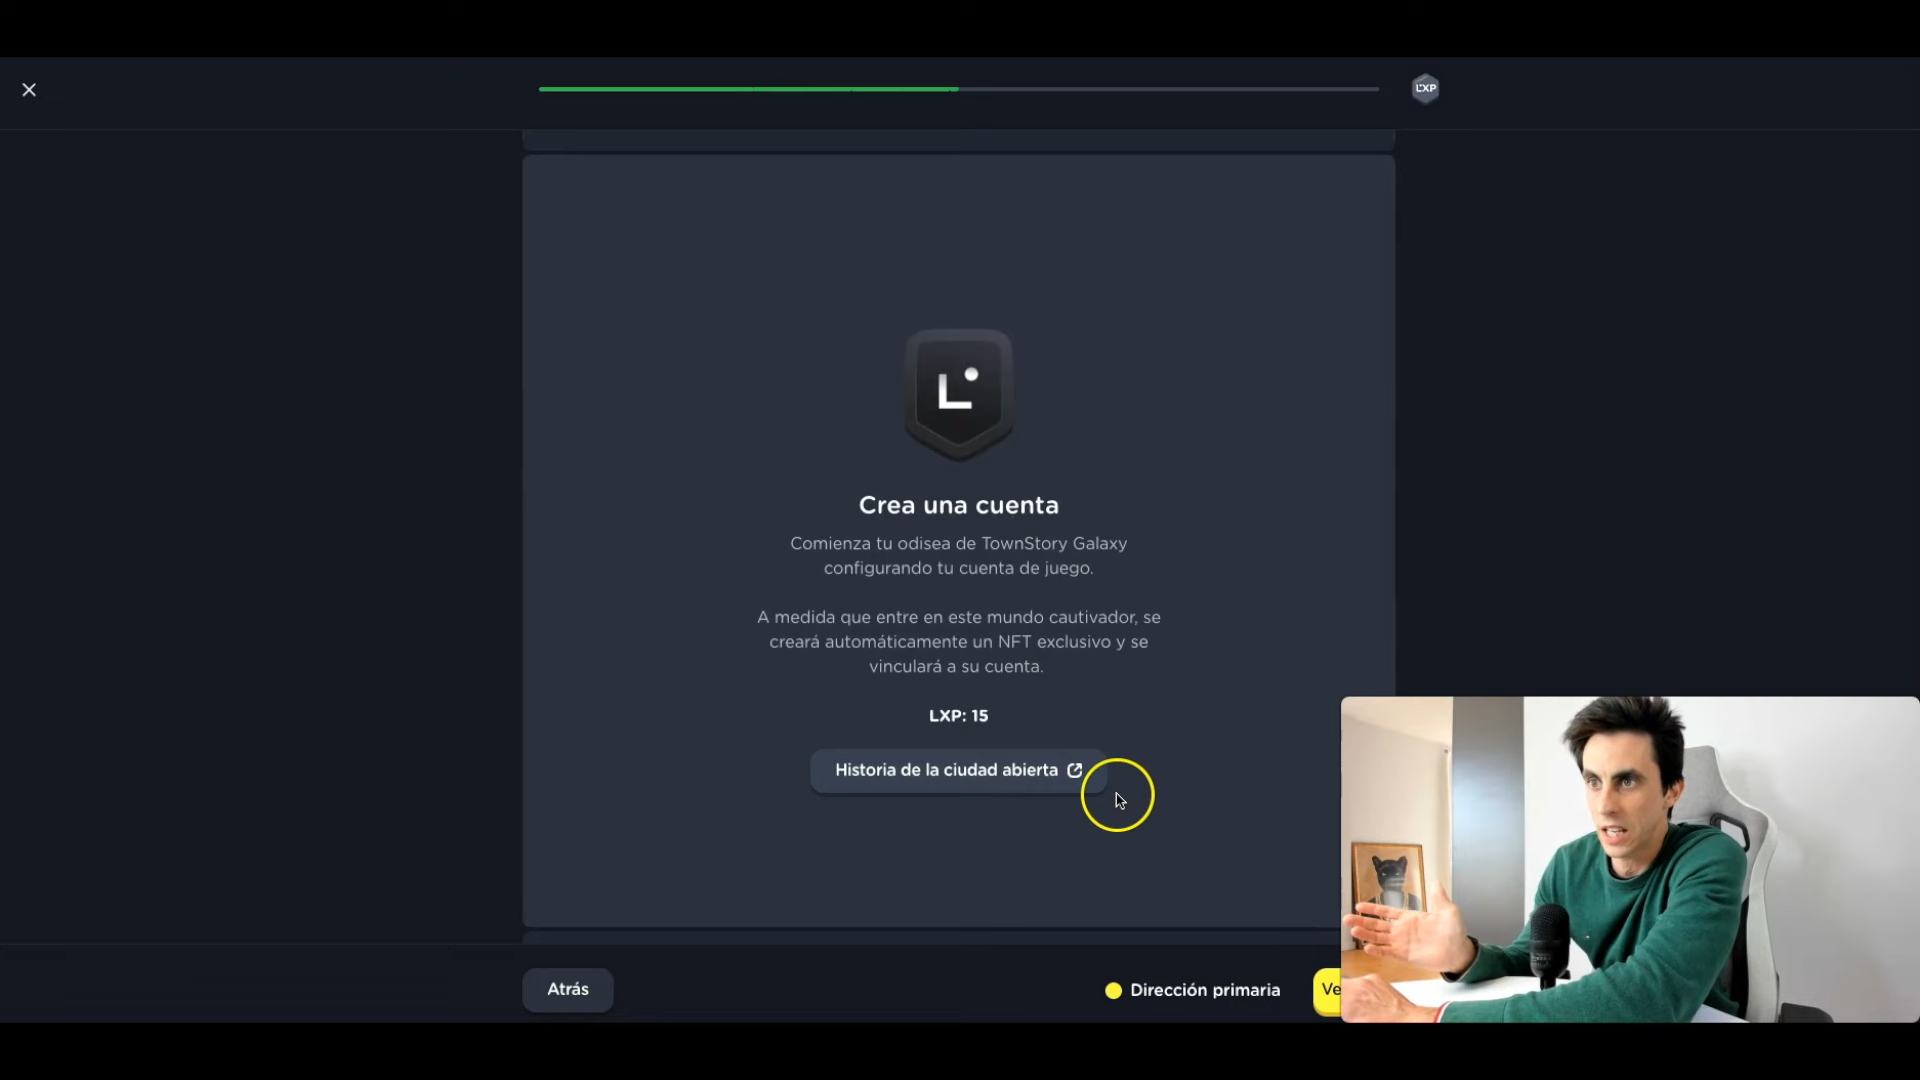 LXP
L
Crea una cuenta
Comienza tu odisea de TownStory Galaxy
configurando tu cuenta de juego.
A medida que entre en este mundo cautivador, se
creará automáticamente un NFT exclusivo y se
vinculará a su cuenta.
LXP: 15
Historia de la ciudad abierta
Atrás
Dirección primaria
Ve